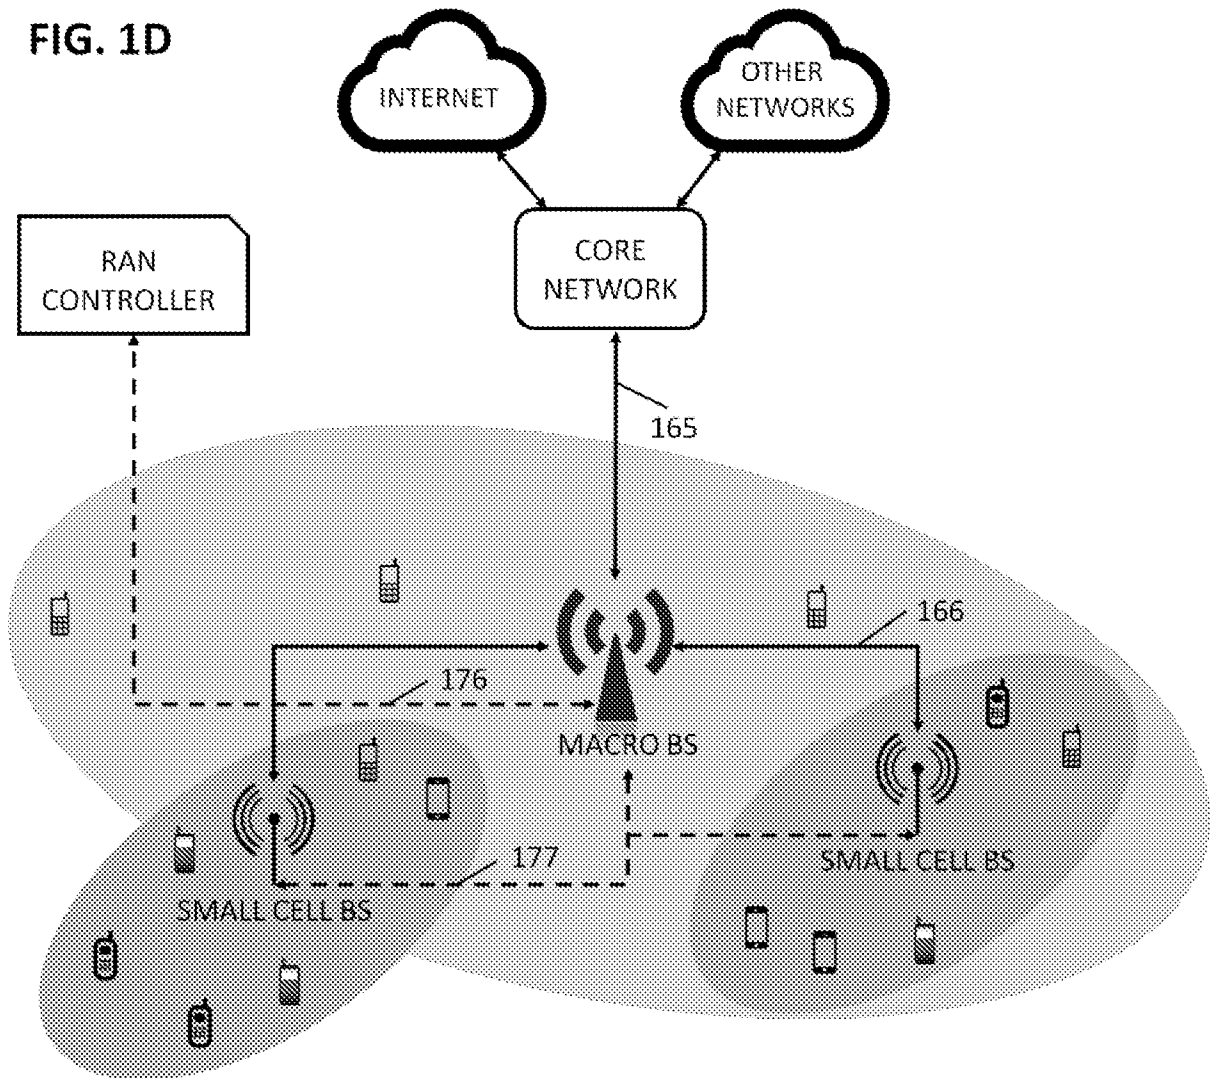 FIG. 1D
INTERNET
OTHER
NETWORKS
CORE
NETWORK
RAN
CONTROLLER
165
166
176
MACRO BS
177
SMALL CELL BS
SMALL CELL BS